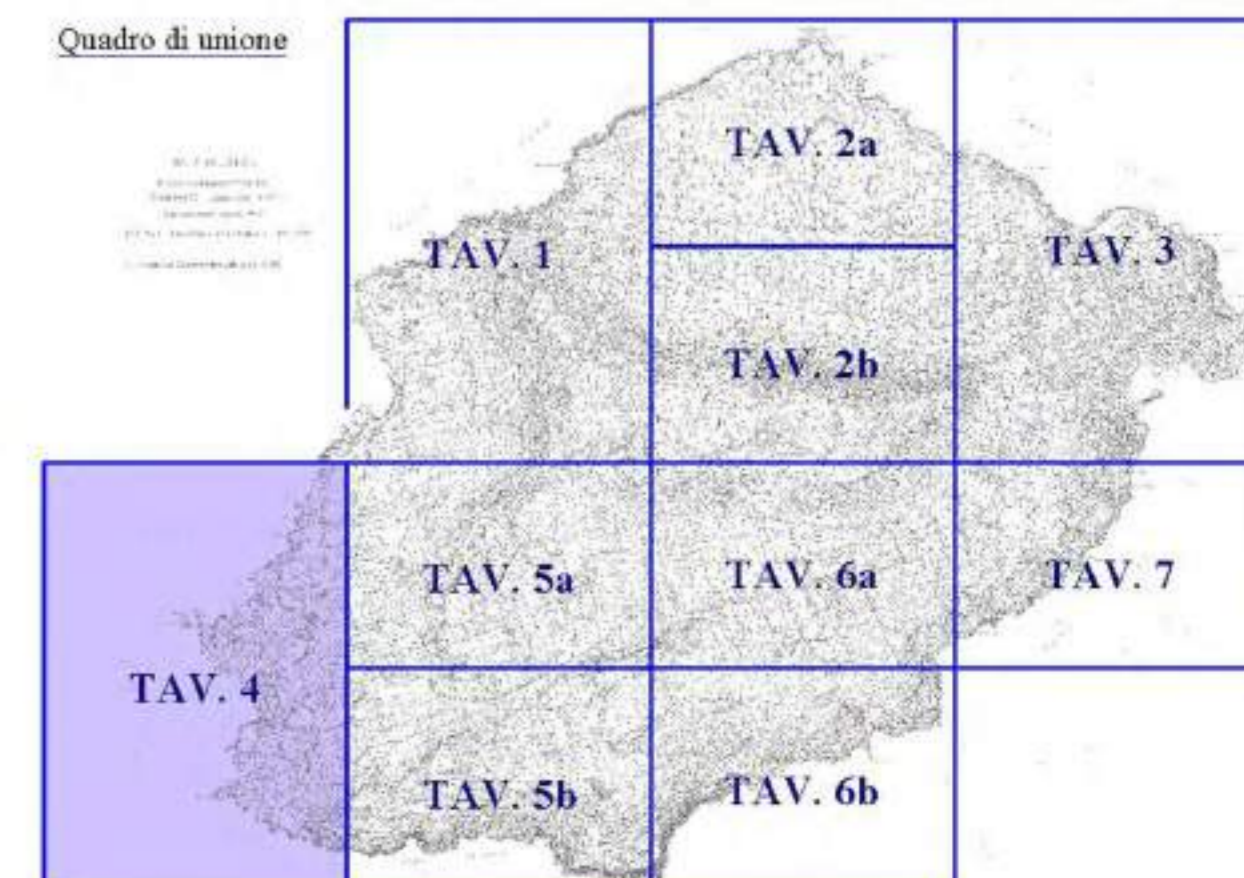 Quadro di unione
TAV. 2a
TAV. 1
TAV. 3
TAV. 2b
TAV. 5a
TAV. 6a
TAV. 7
TAV. 4
TAV. 5b
TAV. 6b